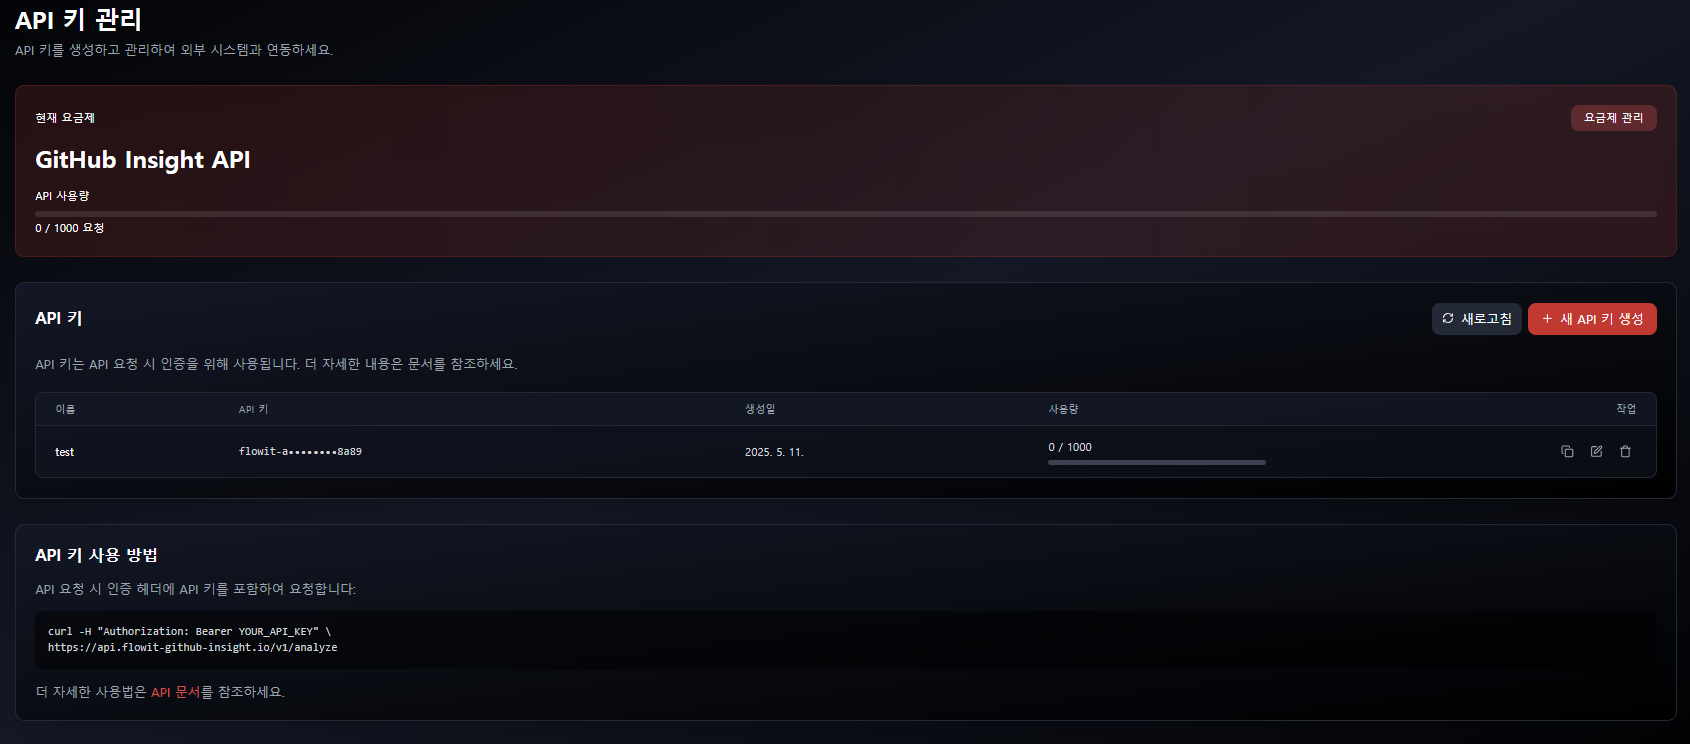 API 키 관리
API 키를 생성하고 관리하여 외부 시스템과 연동하세요.
현재 요금제
요금제 관리
GitHub Insight API
API 사용량
0 / 1000 요청
API 키
새로고침
+ 새 API 키 생성
API 키는 API 요청 시 인증을 위해 사용됩니다. 더 자세한 내용은 문서를 참조하세요.
이름 API 키 생성일 사용량 작업
test flowit-a••••••••8a89 2025. 5. 11. 0 / 1000
API 키 사용 방법
API 요청 시 인증 헤더에 API 키를 포함하여 요청합니다:
curl -H "Authorization: Bearer YOUR_API_KEY" \
https://api.flowit-github-insight.io/v1/analyze
더 자세한 사용법은 API 문서를 참조하세요.